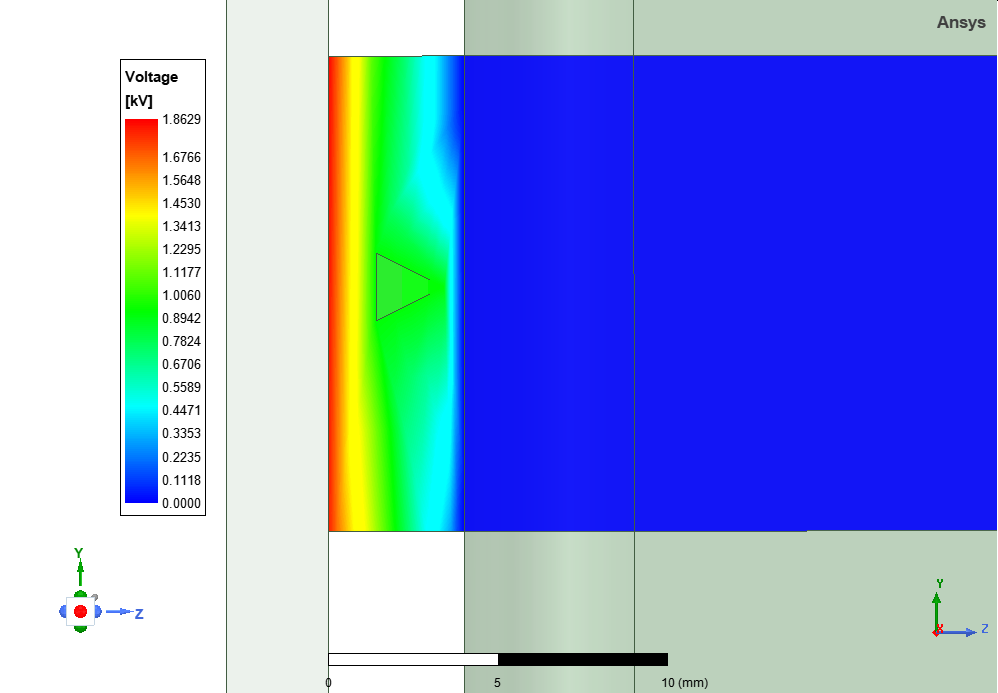 Ansys
Voltage
[kV]
1.8629
1.6766
1.5648
1.4530
1.3413
1.2295
1.1177
1.0060
0.8942
0.7824
0.6706
0.5589
0.4471
0.3353
0.2235
0.1118
0.0000
Y
Z
Y
X
Z
0 5 10 (mm)